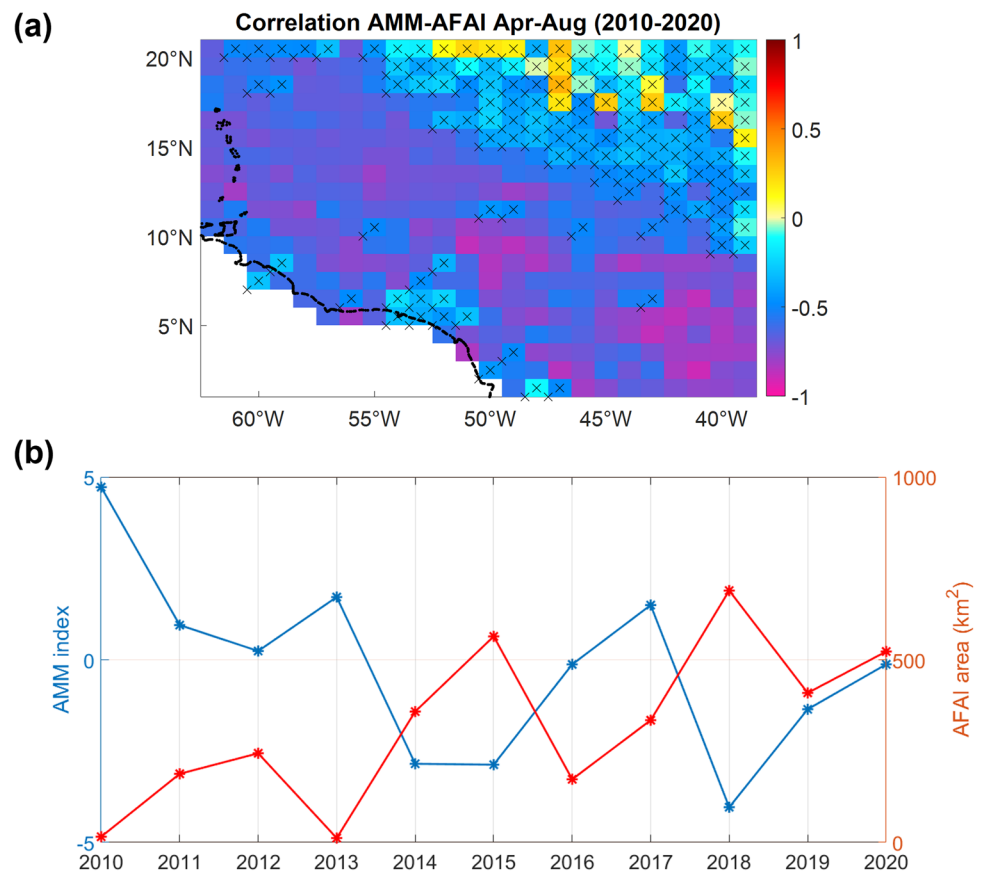 (a)
Correlation AMM-AFAI Apr-Aug (2010-2020)
20°N
15°N
10°N
5°N
60°W 55°W 50°W 45°W 40°W
1
0.5
0
-0.5
-1
(b)
5
0
-5
AMM index
1000
500
0
AFAI area (km²)
2010 2011 2012 2013 2014 2015 2016 2017 2018 2019 2020